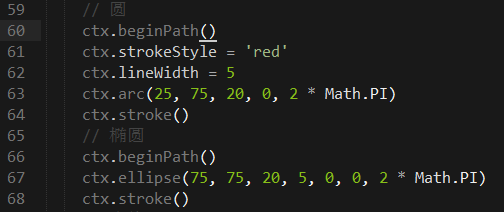 59 // 圆
60 ctx.beginPath()
61 ctx.strokeStyle = 'red'
62 ctx.lineWidth = 5
63 ctx.arc(25, 75, 20, 0, 2 * Math.PI)
64 ctx.stroke()
65 // 椭圆
66 ctx.beginPath()
67 ctx.ellipse(75, 75, 20, 5, 0, 0, 2 * Math.PI)
68 ctx.stroke()